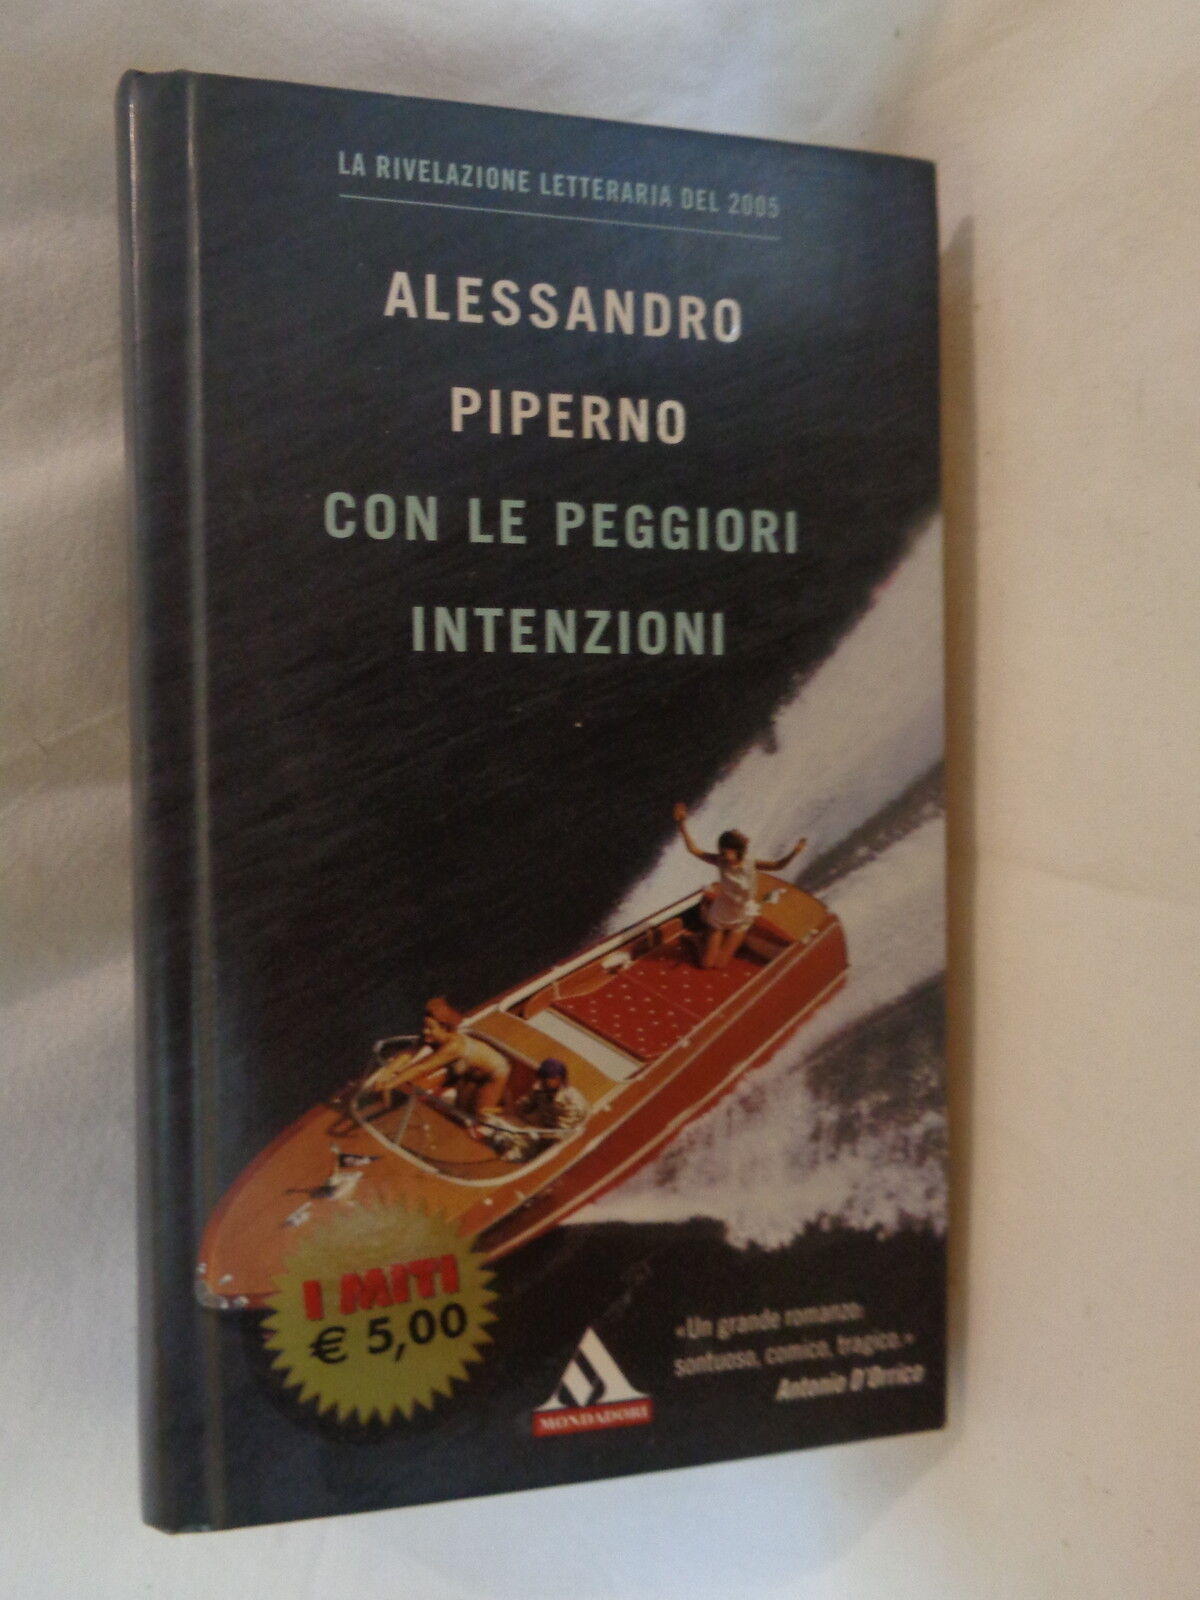 LA RIVELAZIONE LETTERARIA DEL 2005
ALESSANDRO
PIPERNO
CON LE PEGGIORI
INTENZIONI
I MITI
€ 5,00
MONDADORI
«Un grande romanzo:
sontuoso, comico, tragico.»
Antonio D'Orrico